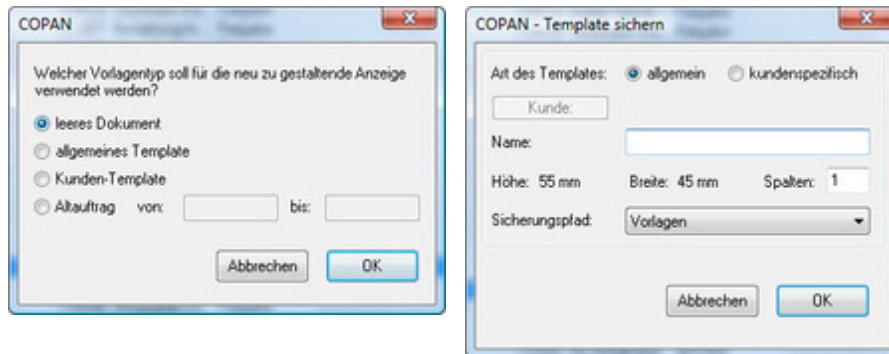 COPAN
Welcher Vorlagentyp soll für die neu zu gestaltende Anzeige
verwendet werden?
leeres Dokument
allgemeines Template
Kunden-Template
Altauftrag von: bis:
Abbrechen OK
COPAN - Template sichern
Art des Templates: allgemein kundenspezifisch
Kunde:
Name:
Höhe: 55 mm Breite: 45 mm Spalten: 1
Sicherungspfad: Vorlagen
Abbrechen OK